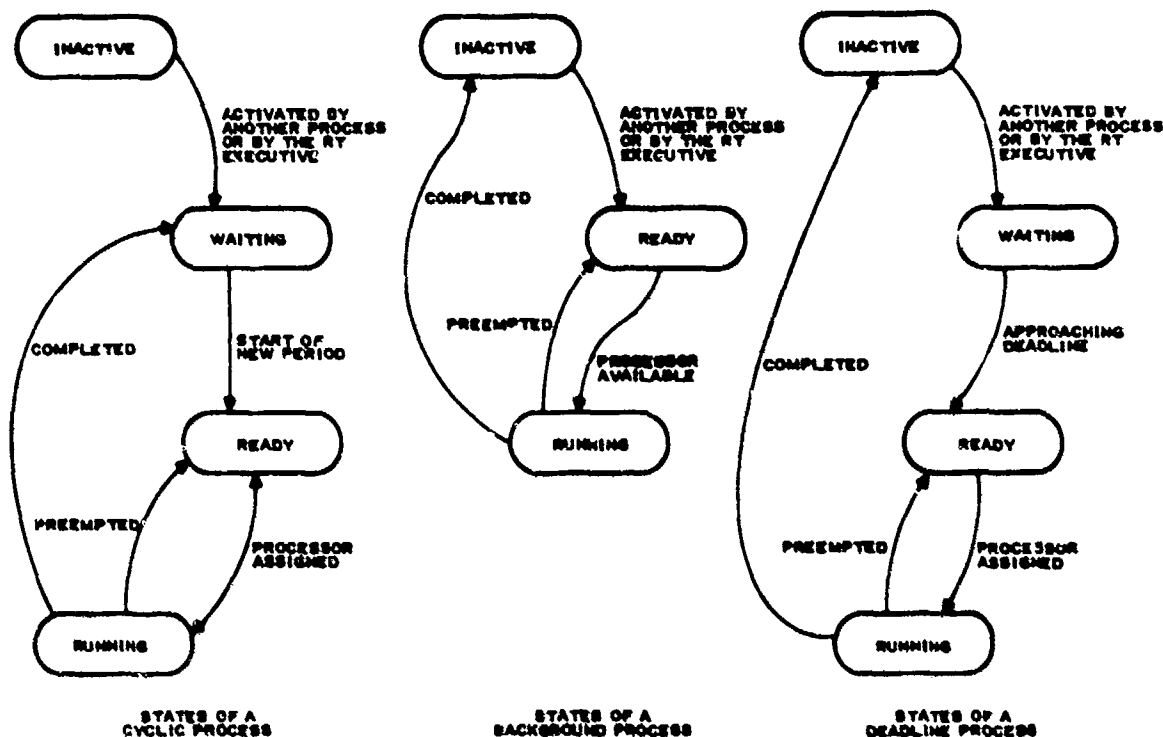 INACTIVE
ACTIVATED BY
ANOTHER PROCESS
OR BY THE RT
EXECUTIVE
WAITING
START OF
NEW PERIOD
COMPLETED
READY
PREEMPTED
PROCESSOR
ASSIGNED
RUNNING
STATES OF A
CYCLIC PROCESS
INACTIVE
ACTIVATED BY
ANOTHER PROCESS
OR BY THE RT
EXECUTIVE
COMPLETED
READY
PREEMPTED
PROCESSOR
AVAILABLE
RUNNING
STATES OF A
BACKGROUND PROCESS
INACTIVE
ACTIVATED BY
ANOTHER PROCESS
OR BY THE RT
EXECUTIVE
WAITING
APPROACHING
DEADLINE
COMPLETED
READY
PREEMPTED
PROCESSOR
ASSIGNED
RUNNING
STATES OF A
DEADLINE PROCESS